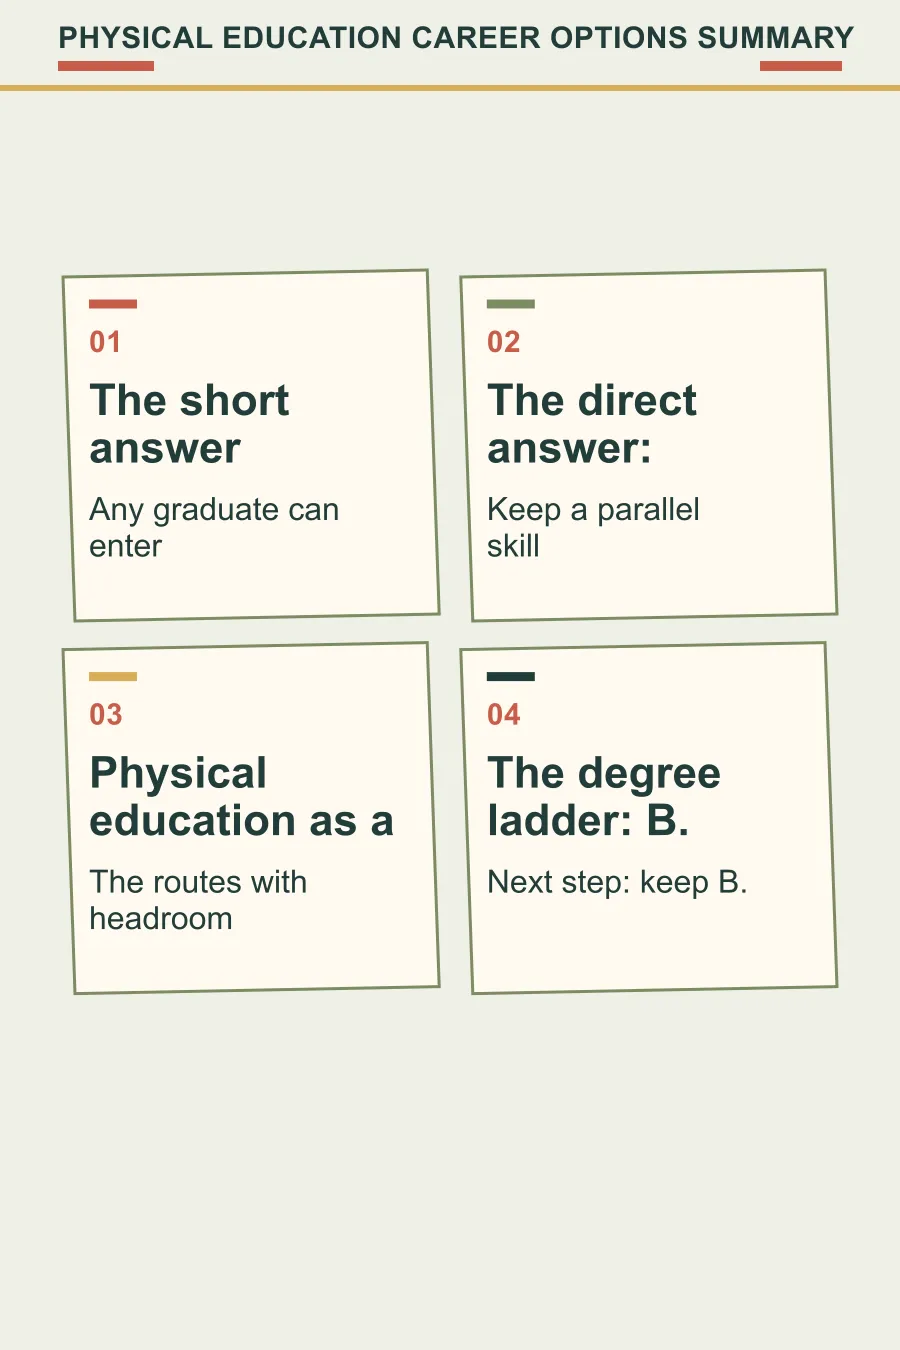 PHYSICAL EDUCATION CAREER OPTIONS SUMMARY
01
The short
answer
Any graduate can
enter
02
The direct
answer:
Keep a parallel
skill
03
Physical
education as a
The routes with
headroom
04
The degree
ladder: B.
Next step: keep B.